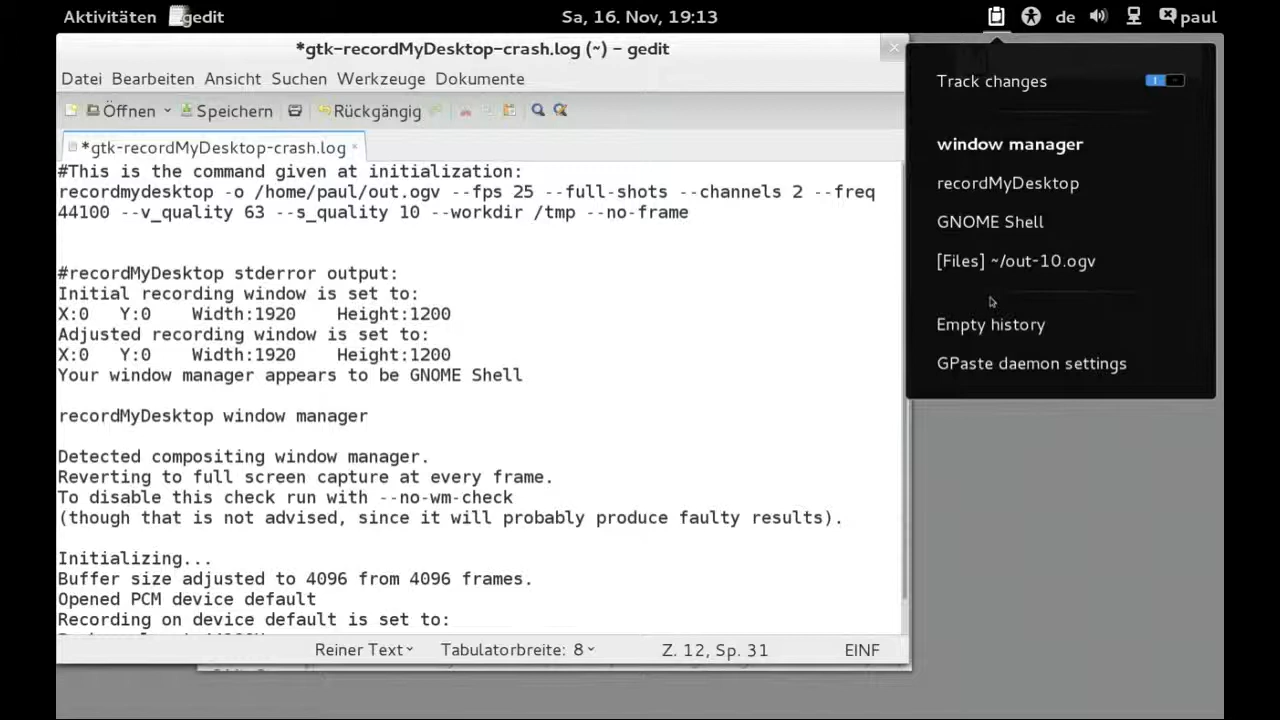 Aktivitäten gedit Sa, 16. Nov, 19:13 de paul
*gtk-recordMyDesktop-crash.log (~) – gedit
Datei Bearbeiten Ansicht Suchen Werkzeuge Dokumente
Öffnen Speichern Rückgängig
*gtk-recordMyDesktop-crash.log
#This is the command given at initialization:
recordmydesktop -o /home/paul/out.ogv --fps 25 --full-shots --channels 2 --freq
44100 --v_quality 63 --s_quality 10 --workdir /tmp --no-frame
#recordMyDesktop stderror output:
Initial recording window is set to:
X:0   Y:0    Width:1920    Height:1200
Adjusted recording window is set to:
X:0   Y:0    Width:1920    Height:1200
Your window manager appears to be GNOME Shell
recordMyDesktop window manager
Detected compositing window manager.
Reverting to full screen capture at every frame.
To disable this check run with --no-wm-check
(though that is not advised, since it will probably produce faulty results).
Initializing...
Buffer size adjusted to 4096 from 4096 frames.
Opened PCM device default
Recording on device default is set to:
Reiner Text Tabulatorbreite: 8 Z. 12, Sp. 31 EINF
Track changes
window manager
recordMyDesktop
GNOME Shell
[Files] ~/out-10.ogv
Empty history
GPaste daemon settings